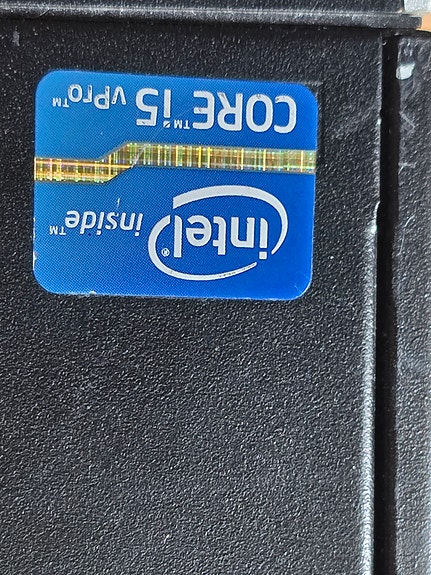 intel® inside™
CORE™ i5 vPro™